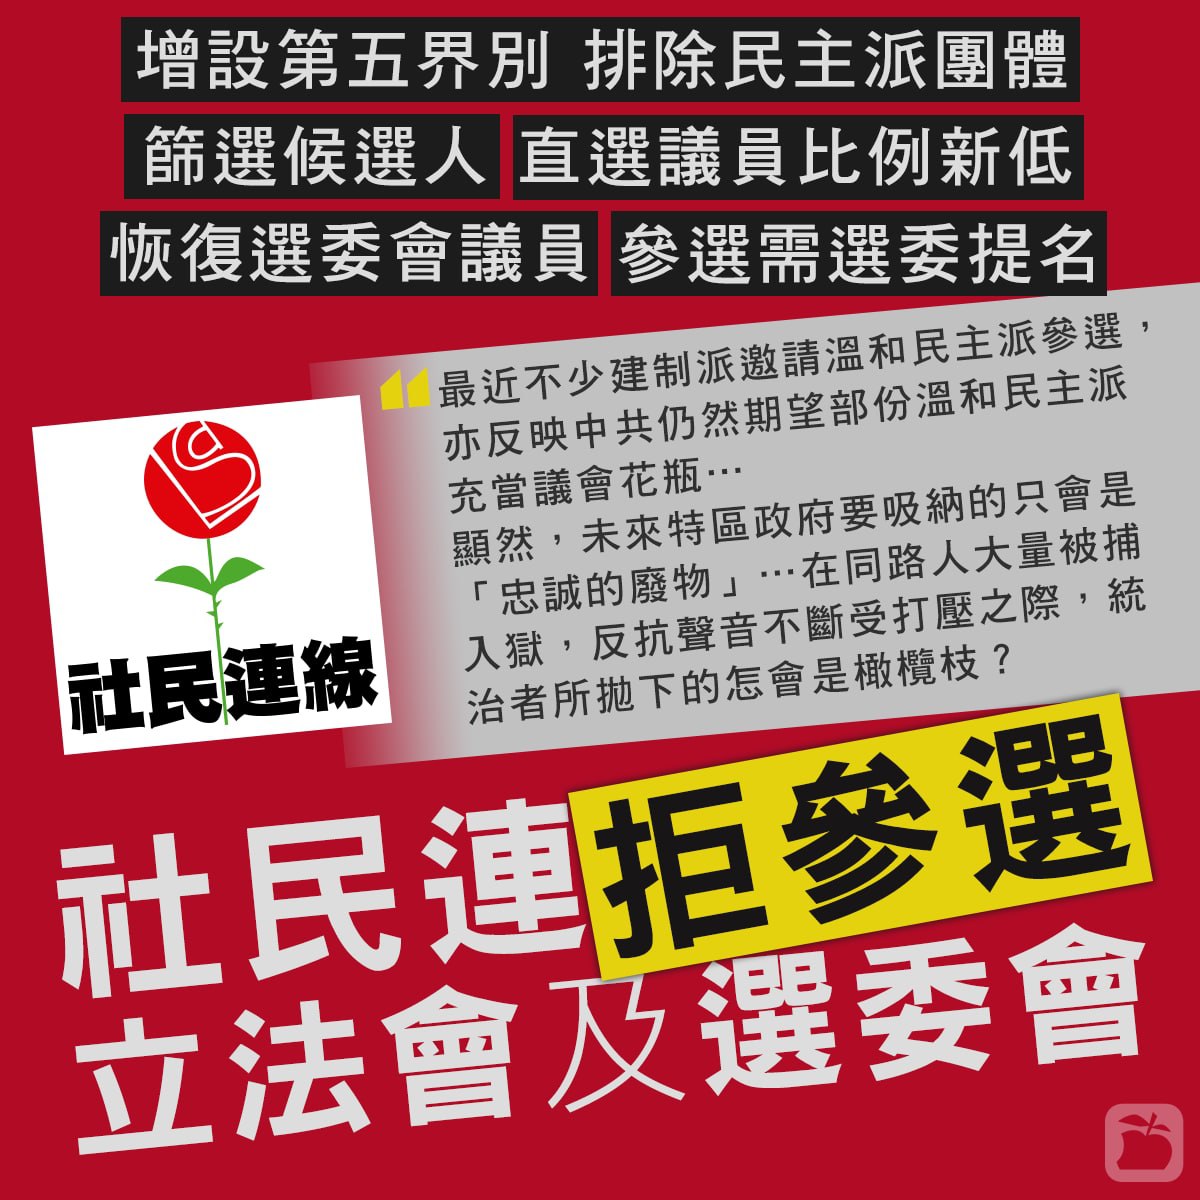 增設第五界別 排除民主派團體
篩選候選人 直選議員比例新低
恢復選委會議員 參選需選委提名
最近不少建制派邀請溫和民主派參選，
亦反映中共仍然期望部份溫和民主派
充當議會花瓶…
顯然，未來特區政府要吸納的只會是
「忠誠的廢物」…在同路人大量被捕
入獄，反抗聲音不斷受打壓之際，統
治者所拋下的怎會是橄欖枝？
社民連線
社民連拒參選
立法會及選委會